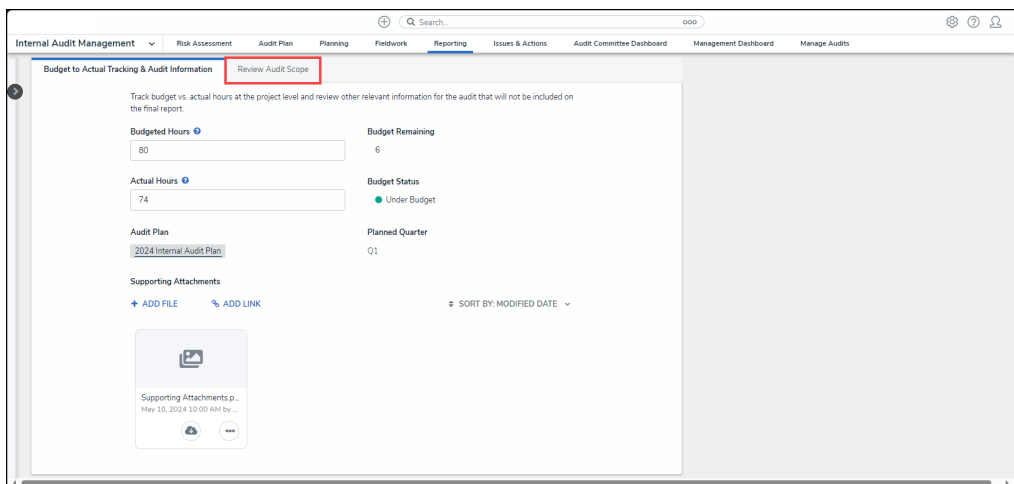 Search...
ooo
Internal Audit Management
Risk Assessment
Audit Plan
Planning
Fieldwork
Reporting
Issues & Actions
Audit Committee Dashboard
Management Dashboard
Manage Audits
Budget to Actual Tracking & Audit Information
Review Audit Scope
Track budget vs. actual hours at the project level and review other relevant information for the audit that will not be included on
the final report.
Budgeted Hours
Budget Remaining
80
6
Actual Hours
Budget Status
74
Under Budget
Audit Plan
Planned Quarter
2024 Internal Audit Plan
Q1
Supporting Attachments
+ ADD FILE
ADD LINK
SORT BY: MODIFIED DATE
Supporting Attachments.p...
May 10, 2024 10:00 AM by ...